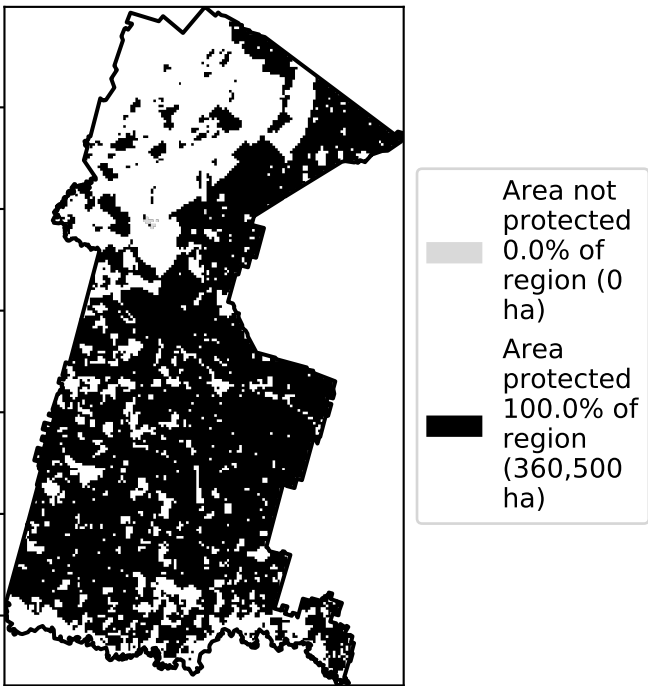 Area not
protected
0.0% of
region (0
ha)
Area
protected
100.0% of
region
(360,500
ha)